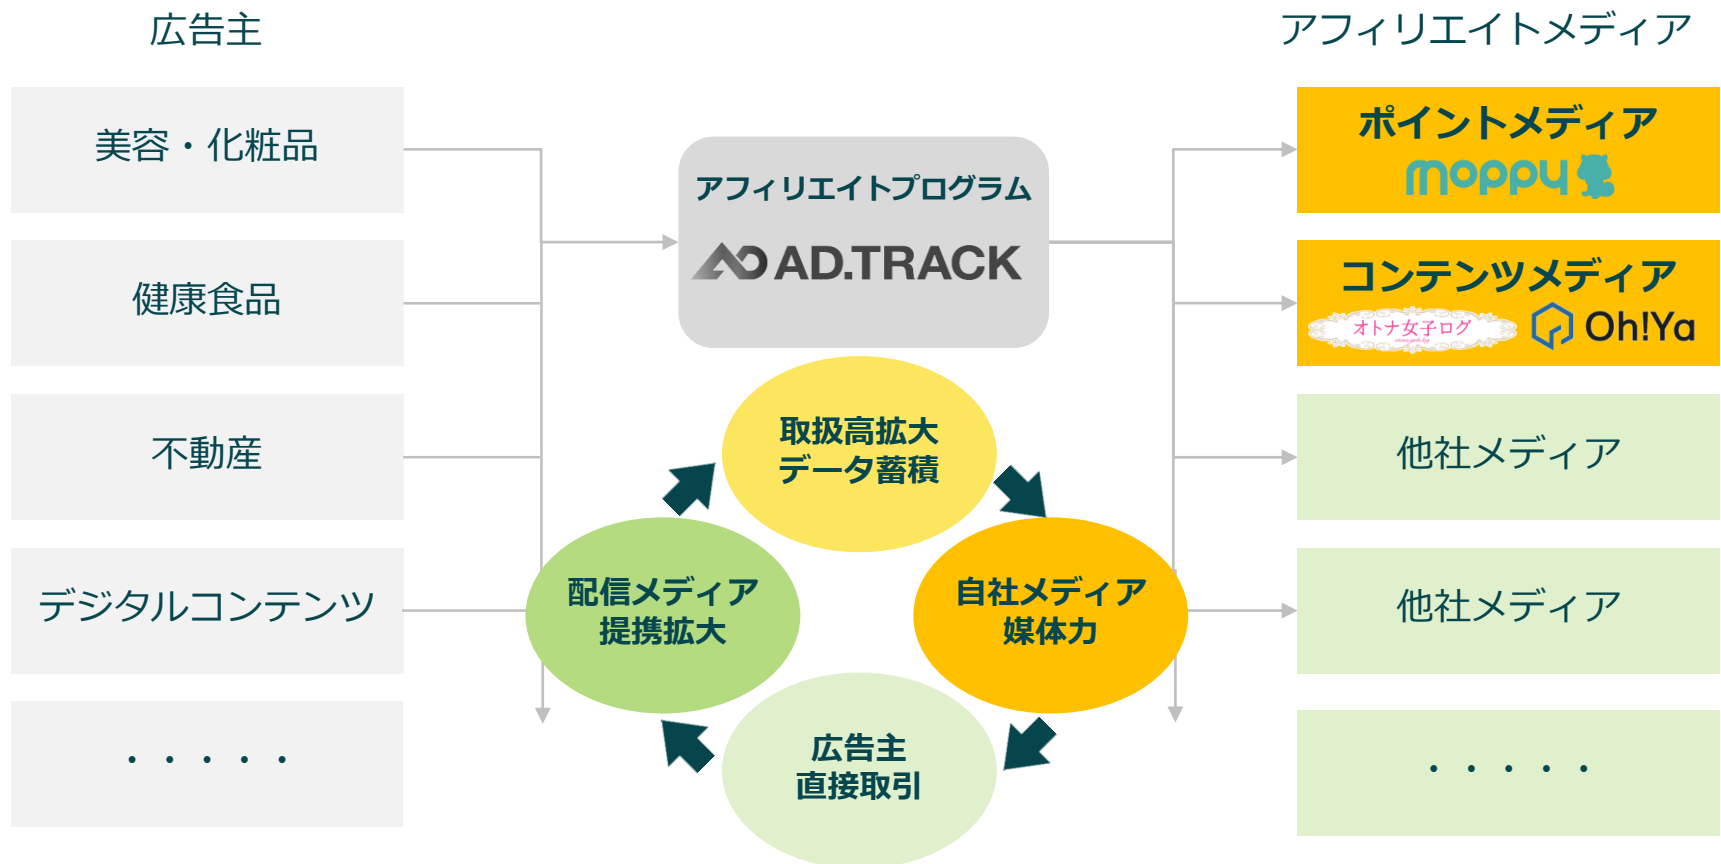 広告主
アフィリエイトメディア
美容・化粧品
健康食品
不動産
デジタルコンテンツ
・・・・・
アフィリエイトプログラム
AD.TRACK
取扱高拡大
データ蓄積
配信メディア
提携拡大
自社メディア
媒体力
広告主
直接取引
ポイントメディア
moppy
コンテンツメディア
オトナ女子ログ
Oh!Ya
他社メディア
他社メディア
・・・・・